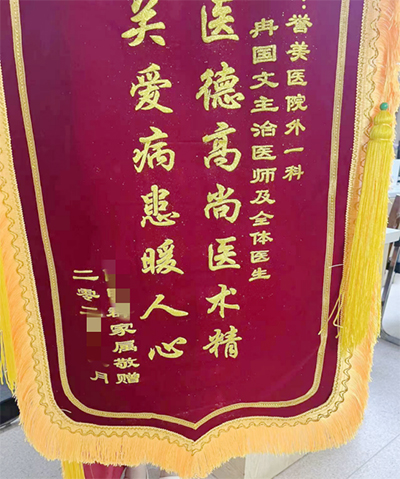 誉美医院外一科
冉国文主治医师及全体医生
医德高尚医术精
关爱病患暖人心
家属敬赠
二零二 月